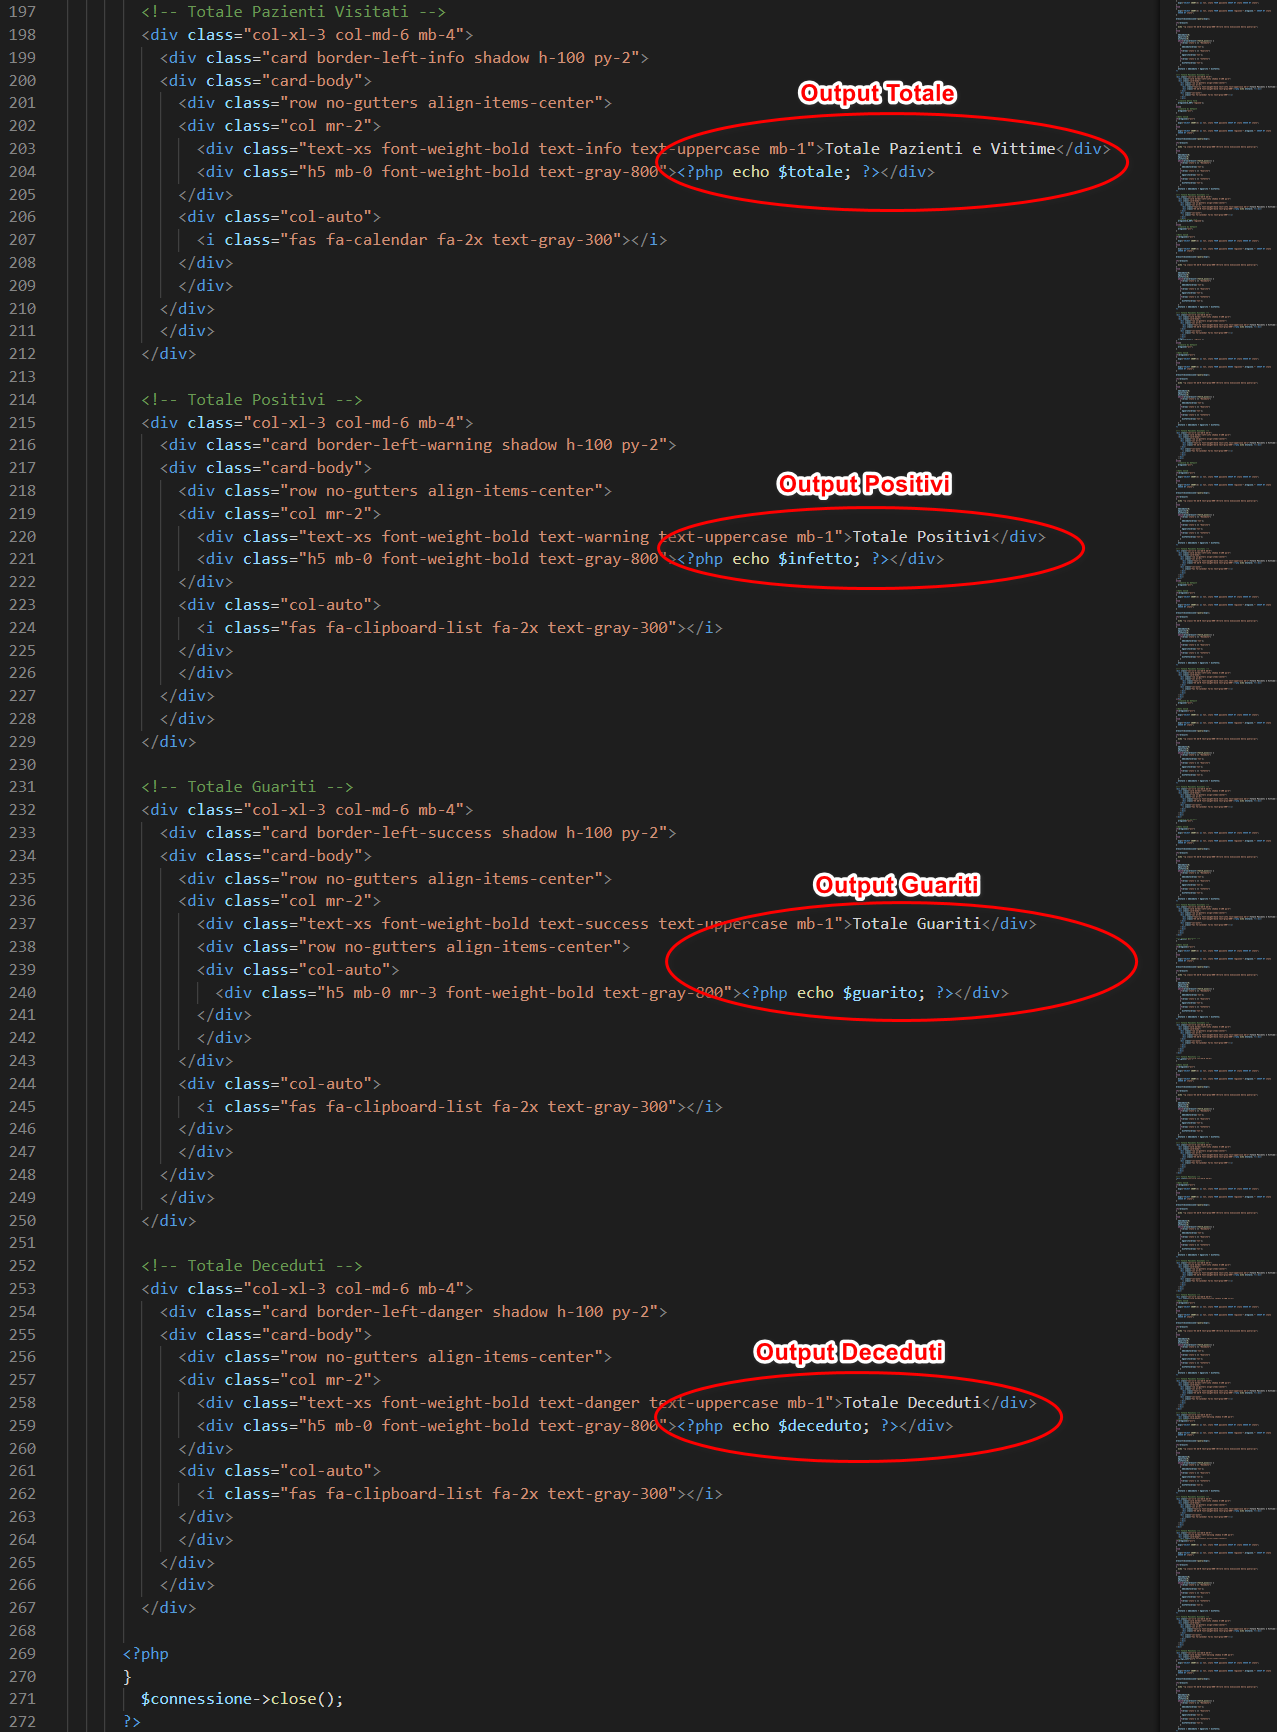 197 <!-- Totale Pazienti Visitati -->
198 <div class="col-xl-3 col-md-6 mb-4">
199 <div class="card border-left-info shadow h-100 py-2">
200 <div class="card-body">
Output Totale
201 <div class="row no-gutters align-items-center">
202 <div class="col mr-2">
203 <div class="text-xs font-weight-bold text-info text-uppercase mb-1">Totale Pazienti e Vittime</div>
204 <div class="h5 mb-0 font-weight-bold text-gray-800"><?php echo $totale; ?></div>
205 </div>
206 <div class="col-auto">
207 <i class="fas fa-calendar fa-2x text-gray-300"></i>
208 </div>
209 </div>
210 </div>
211 </div>
212 </div>
213
214 <!-- Totale Positivi -->
215 <div class="col-xl-3 col-md-6 mb-4">
216 <div class="card border-left-warning shadow h-100 py-2">
217 <div class="card-body">
Output Positivi
218 <div class="row no-gutters align-items-center">
219 <div class="col mr-2">
220 <div class="text-xs font-weight-bold text-warning text-uppercase mb-1">Totale Positivi</div>
221 <div class="h5 mb-0 font-weight-bold text-gray-800"><?php echo $infetto; ?></div>
222 </div>
223 <div class="col-auto">
224 <i class="fas fa-clipboard-list fa-2x text-gray-300"></i>
225 </div>
226 </div>
227 </div>
228 </div>
229 </div>
230
231 <!-- Totale Guariti -->
232 <div class="col-xl-3 col-md-6 mb-4">
233 <div class="card border-left-success shadow h-100 py-2">
234 <div class="card-body">
235 <div class="row no-gutters align-items-center">
Output Guariti
236 <div class="col mr-2">
237 <div class="text-xs font-weight-bold text-success text-uppercase mb-1">Totale Guariti</div>
238 <div class="row no-gutters align-items-center">
239 <div class="col-auto">
240 <div class="h5 mb-0 mr-3 font-weight-bold text-gray-800"><?php echo $guarito; ?></div>
241 </div>
242 </div>
243 </div>
244 <div class="col-auto">
245 <i class="fas fa-clipboard-list fa-2x text-gray-300"></i>
246 </div>
247 </div>
248 </div>
249 </div>
250 </div>
251
252 <!-- Totale Deceduti -->
253 <div class="col-xl-3 col-md-6 mb-4">
254 <div class="card border-left-danger shadow h-100 py-2">
255 <div class="card-body">
Output Deceduti
256 <div class="row no-gutters align-items-center">
257 <div class="col mr-2">
258 <div class="text-xs font-weight-bold text-danger text-uppercase mb-1">Totale Deceduti</div>
259 <div class="h5 mb-0 font-weight-bold text-gray-800"><?php echo $deceduto; ?></div>
260 </div>
261 <div class="col-auto">
262 <i class="fas fa-clipboard-list fa-2x text-gray-300"></i>
263 </div>
264 </div>
265 </div>
266 </div>
267 </div>
268
269 <?php
270 }
271 $connessione->close();
272 ?>